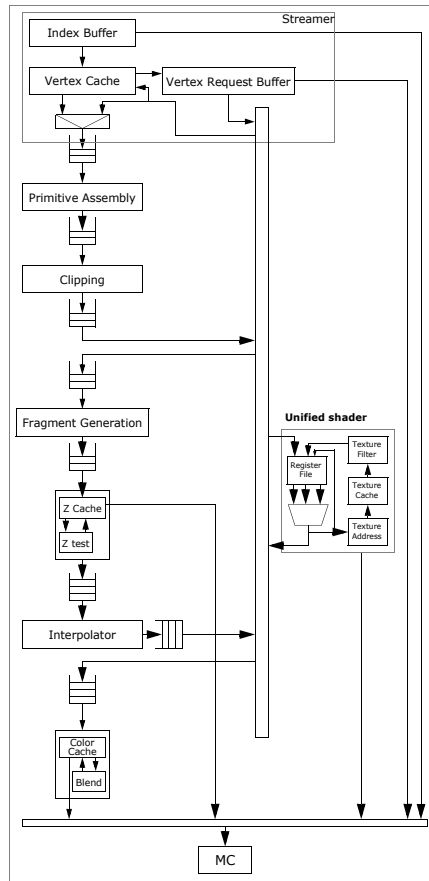 Streamer
Index Buffer
Vertex Cache
Vertex Request Buffer
Primitive Assembly
Clipping
Fragment Generation
Unified shader
Register
File
Texture
Filter
Texture
Cache
Texture
Address
Z Cache
Z test
Interpolator
Color
Cache
Blend
MC